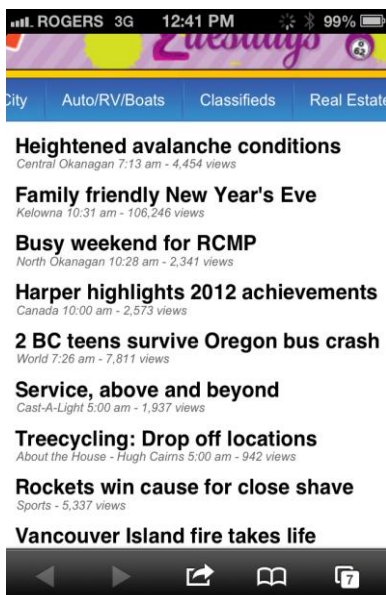 ROGERS 3G 12:41 PM 99%
Tuesdays
62
City Auto/RV/Boats Classifieds Real Estate
Heightened avalanche conditions
Central Okanagan 7:13 am - 4,454 views
Family friendly New Year's Eve
Kelowna 10:31 am - 106,246 views
Busy weekend for RCMP
North Okanagan 10:28 am - 2,341 views
Harper highlights 2012 achievements
Canada 10:00 am - 2,573 views
2 BC teens survive Oregon bus crash
World 7:26 am - 7,811 views
Service, above and beyond
Cast-A-Light 5:00 am - 1,937 views
Treecycling: Drop off locations
About the House - Hugh Cairns 5:00 am - 942 views
Rockets win cause for close shave
Sports - 5,337 views
Vancouver Island fire takes life
7